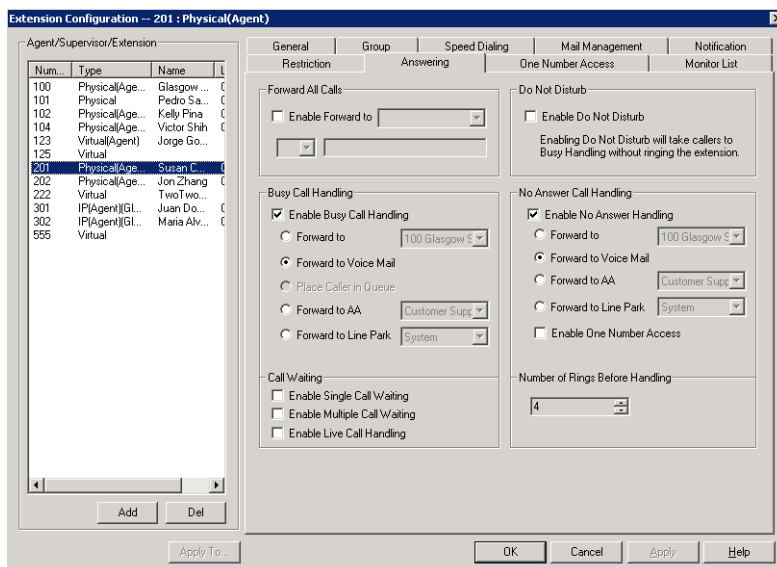 Extension Configuration -- 201 : Physical(Agent)
Agent/Supervisor/Extension
Num... Type Name L
100 Physical(Age... Glasgow ... 0
101 Physical Pedro Sa... 0
102 Physical(Age... Kelly Pina 0
104 Physical(Age... Victor Shih 0
123 Virtual(Agent) Jorge Go...
125 Virtual
201 Physical(Age... Susan C... 0
202 Physical(Age... Jon Zhang 0
222 Virtual TwoTwo...
301 IP(Agent)(Gl... Juan Do... 0
302 IP(Agent)(Gl... Maria Alv... 0
555 Virtual
Add Del
Apply To...
General Group Speed Dialing Mail Management Notification
Restriction Answering One Number Access Monitor List
Forward All Calls
Enable Forward to
Do Not Disturb
Enable Do Not Disturb
Enabling Do Not Disturb will take callers to
Busy Handling without ringing the extension.
Busy Call Handling
Enable Busy Call Handling
Forward to 100 Glasgow S
Forward to Voice Mail
Place Caller in Queue
Forward to AA Customer Supp
Forward to Line Park System
No Answer Call Handling
Enable No Answer Handling
Forward to 100 Glasgow S
Forward to Voice Mail
Forward to AA Customer Supp
Forward to Line Park System
Enable One Number Access
Call Waiting
Enable Single Call Waiting
Enable Multiple Call Waiting
Enable Live Call Handling
Number of Rings Before Handling
4
OK Cancel Apply Help